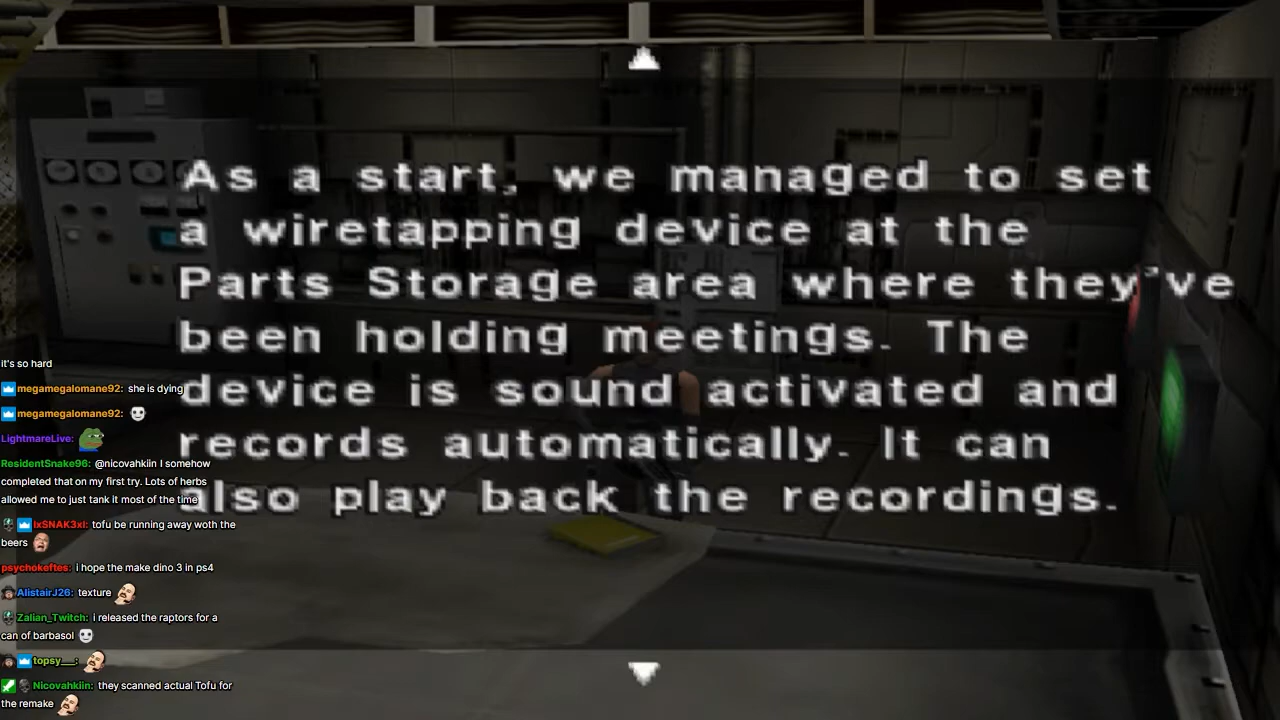 As a start, we managed to set
a wiretapping device at the
Parts Storage area where they've
been holding meetings. The
device is sound activated and
records automatically. It can
also play back the recordings.
it's so hard
megamegalomane92: she is dying
megamegalomane92:
LightmareLive:
ResidentSnake96: @nicovahkiin I somehow
completed that on my first try. Lots of herbs
allowed me to just tank it most of the time
IxSNAK3xI: tofu be running away woth the
beers
psychokeftes: i hope the make dino 3 in ps4
AlistairJ26: texture
Zalian_Twitch: i released the raptors for a
can of barbasol
topsy__:
Nicovahkiin: they scanned actual Tofu for
the remake